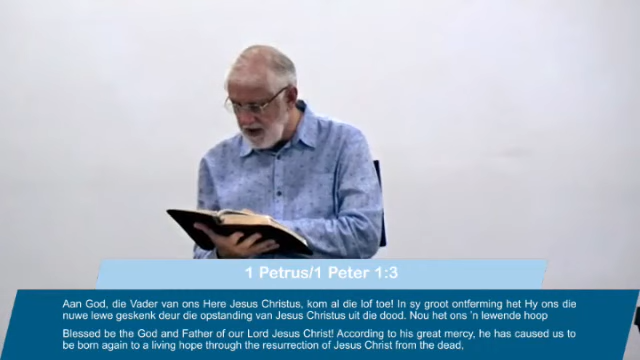 1 Petrus/1 Peter 1:3
Aan God, die Vader van ons Here Jesus Christus, kom al die lof toe! In sy groot ontferming het Hy ons die
nuwe lewe geskenk deur die opstanding van Jesus Christus uit die dood. Nou het ons 'n lewende hoop
Blessed be the God and Father of our Lord Jesus Christ! According to his great mercy, he has caused us to
be born again to a living hope through the resurrection of Jesus Christ from the dead,